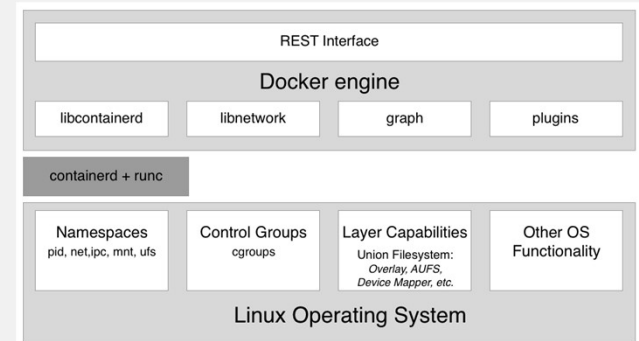 REST Interface
Docker engine
libcontainerd
libnetwork
graph
plugins
containerd + runc
Namespaces
pid, net,ipc, mnt, ufs
Control Groups
cgroups
Layer Capabilities
Union Filesystem:
Overlay, AUFS,
Device Mapper, etc.
Other OS
Functionality
Linux Operating System